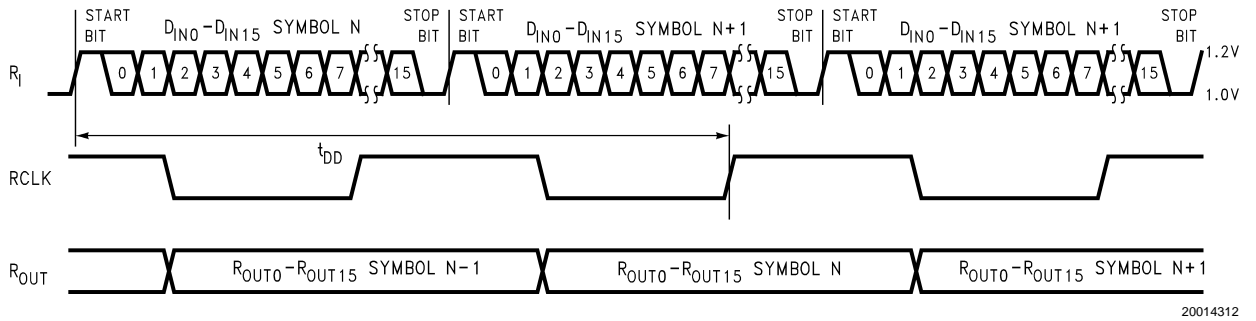 START BIT D_IN0-D_IN15 SYMBOL N STOP BIT START BIT D_IN0-D_IN15 SYMBOL N+1 STOP BIT START BIT D_IN0-D_IN15 SYMBOL N+1 STOP BIT
R_I 0 1 2 3 4 5 6 7 15 0 1 2 3 4 5 6 7 15 0 1 2 3 4 5 6 7 15 1.2V
1.0V
t_DD
RCLK
R_OUT R_OUT0-R_OUT15 SYMBOL N-1 R_OUT0-R_OUT15 SYMBOL N R_OUT0-R_OUT15 SYMBOL N+1
20014312